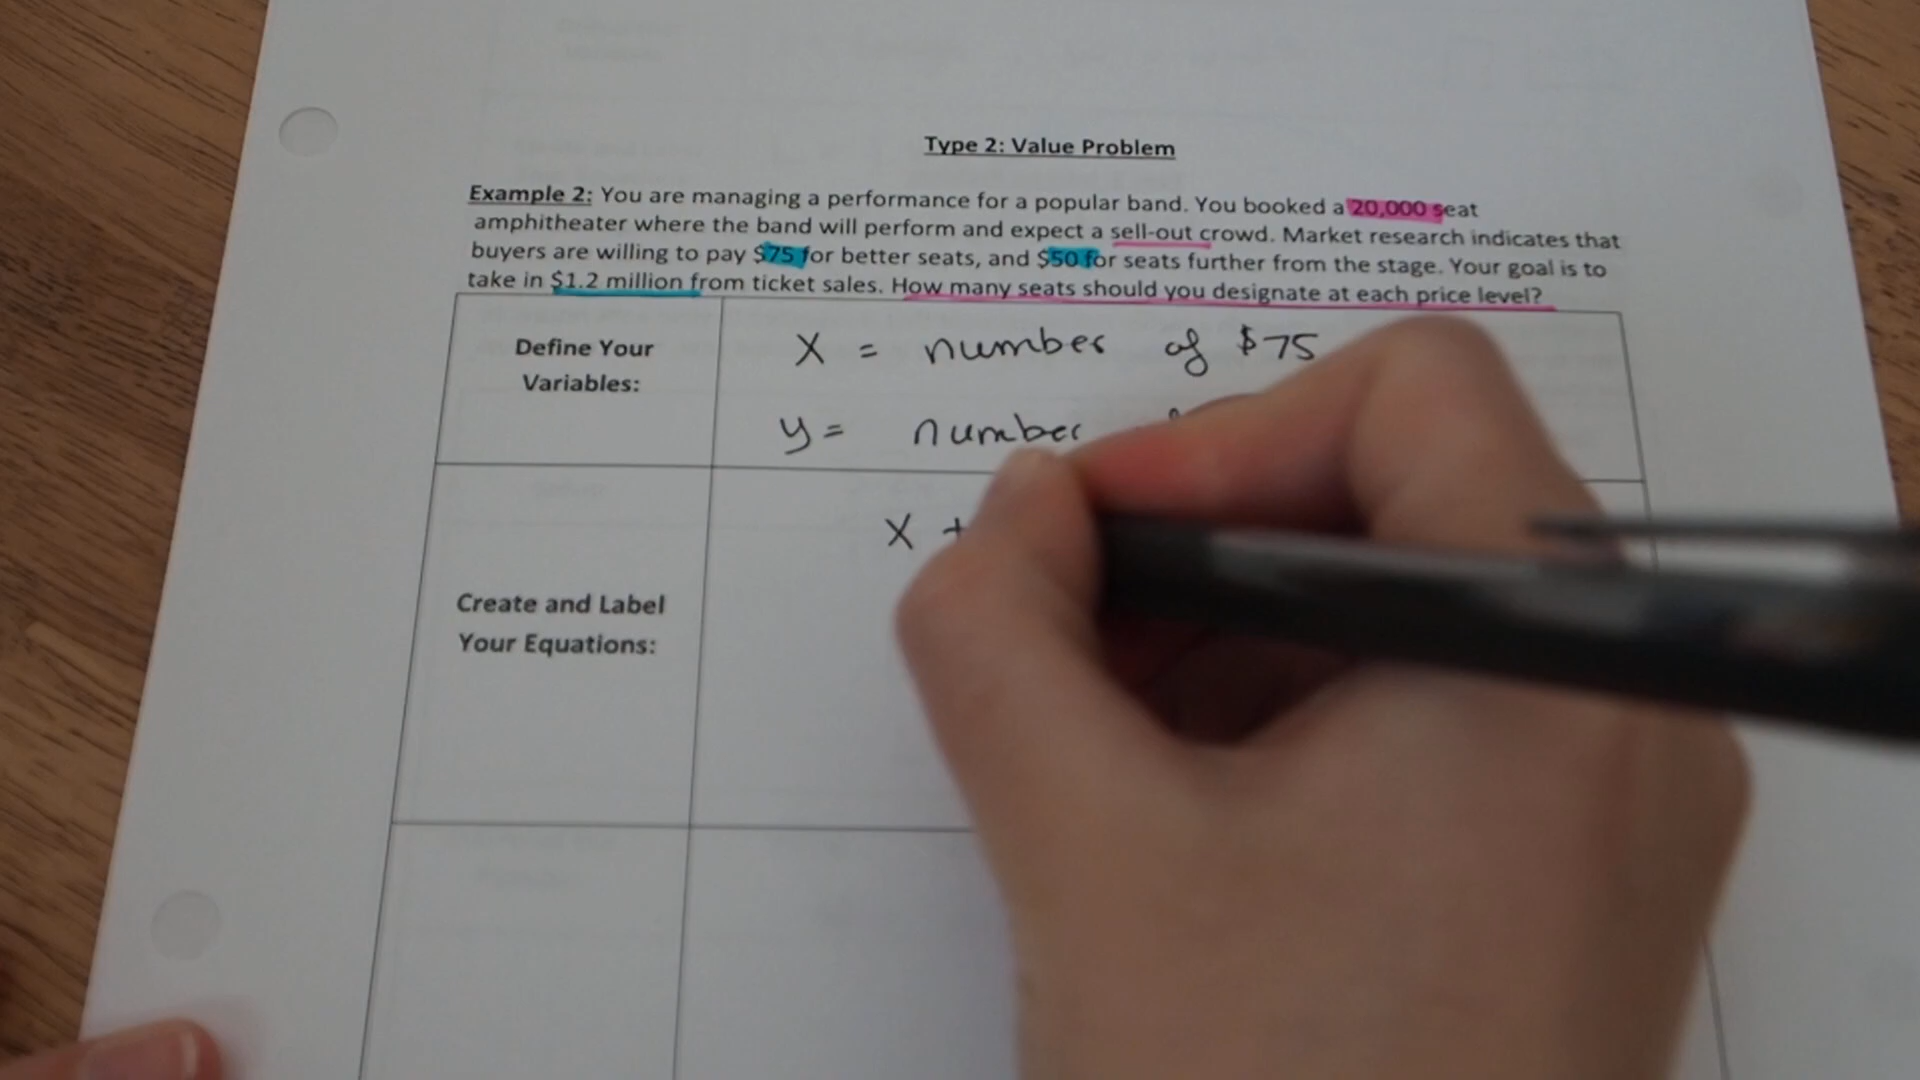 Type 2: Value Problem
Example 2: You are managing a performance for a popular band. You booked a 20,000 seat
amphitheater where the band will perform and expect a sell-out crowd. Market research indicates that
buyers are willing to pay $75 for better seats, and $50 for seats further from the stage. Your goal is to
take in $1.2 million from ticket sales. How many seats should you designate at each price level?
Define Your
Variables:
x = number of $75
y = number
Create and Label
Your Equations:
x +